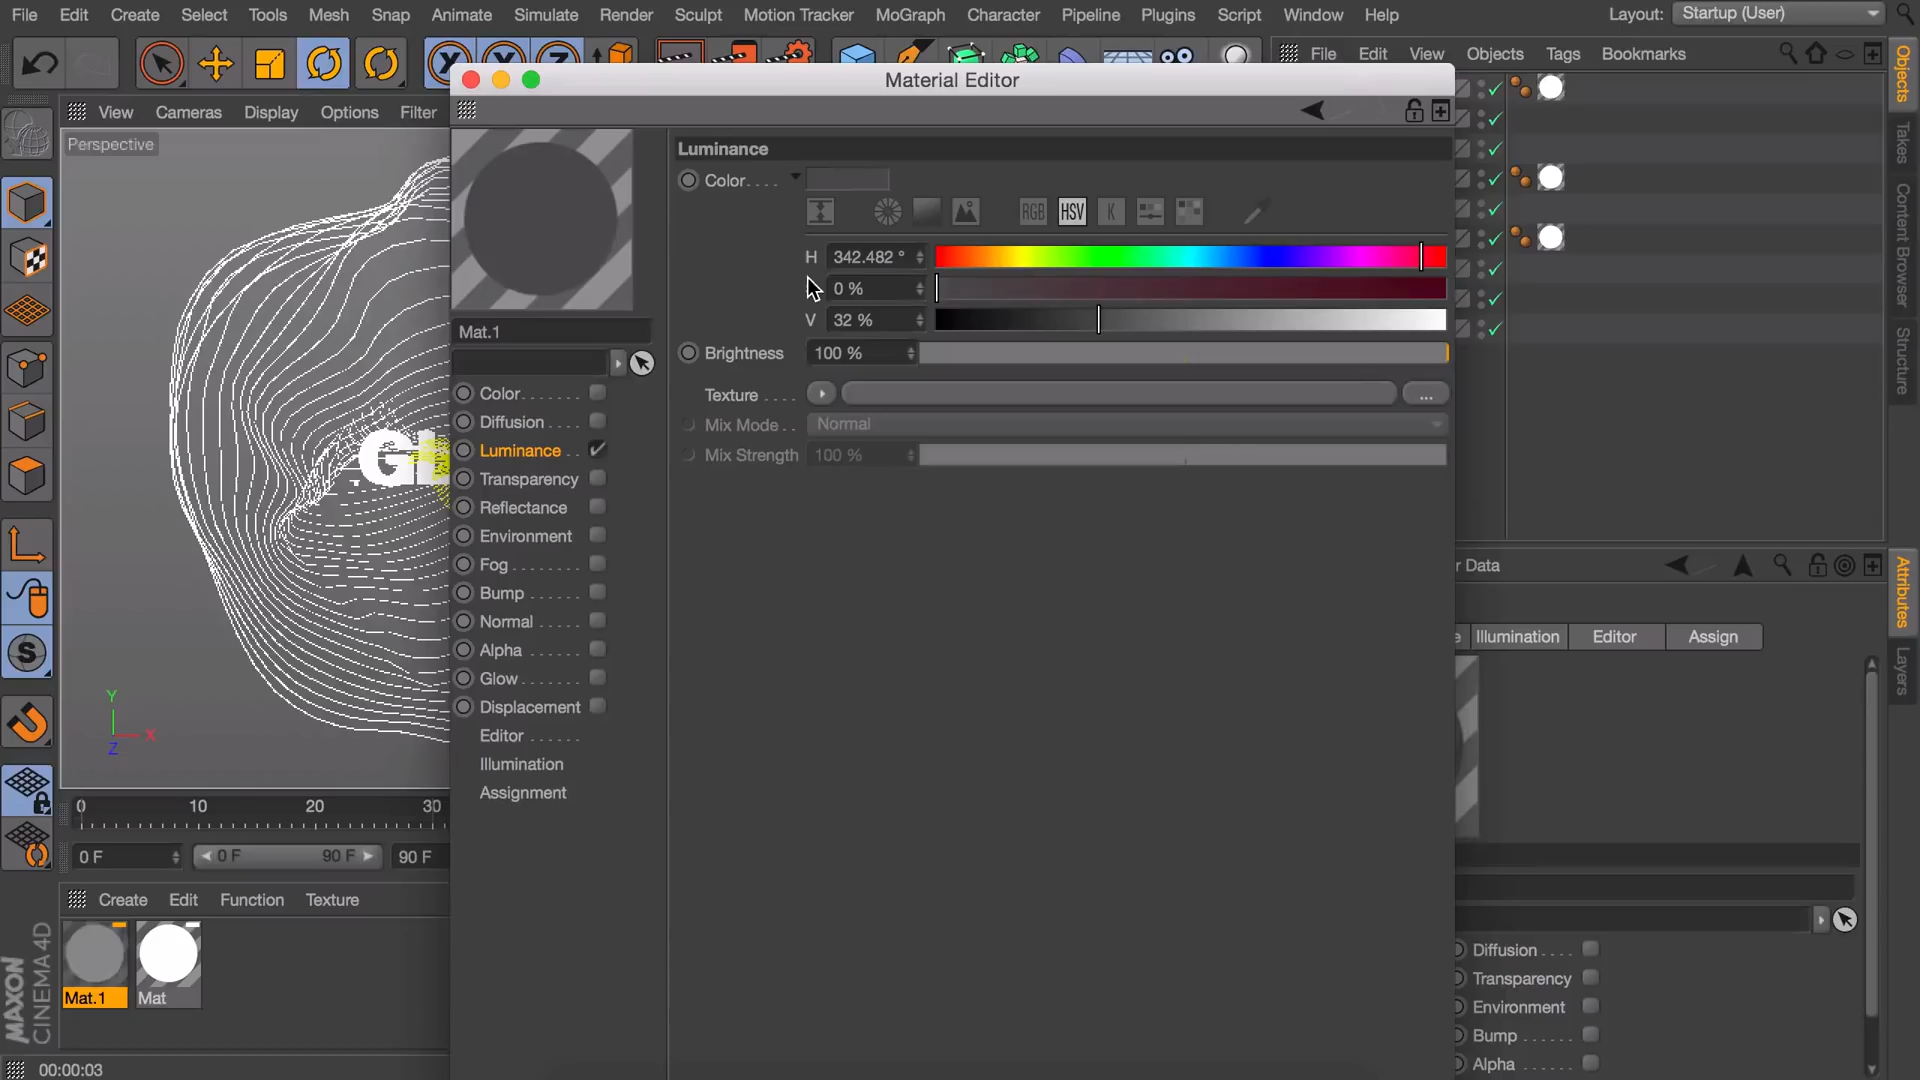 File Edit Create Select Tools Mesh Snap Animate Simulate Render Sculpt Motion Tracker MoGraph Character Pipeline Plugins Script Window Help Layout: Startup (User)
Material Editor
File Edit View Objects Tags Bookmarks
View Cameras Display Options Filter
Perspective
Luminance
Color . . . .
RGB HSV K
H 342.482 °
0 %
V 32 %
Brightness 100 %
Texture . . . . ...
Mix Mode . . Normal
Mix Strength 100 %
Mat.1
Color. . . . . . .
Diffusion . . . .
Luminance . .
Transparency
Reflectance
Environment
Fog . . . . . . . .
Bump . . . . . .
Normal . . . . .
Alpha . . . . . .
Glow . . . . . . .
Displacement
Editor . . . . . .
Illumination
Assignment
Y
X
Z
0 10 20 30
0 F 0 F 90 F 90 F
Create Edit Function Texture
Mat.1 Mat
MAXON
CINEMA 4D
00:00:03
Objects
Takes
Content Browser
Structure
Attributes
Layers
r Data
e Illumination Editor Assign
Diffusion . . . .
Transparency
Environment
Bump . . . . . .
Alpha . . . . . .